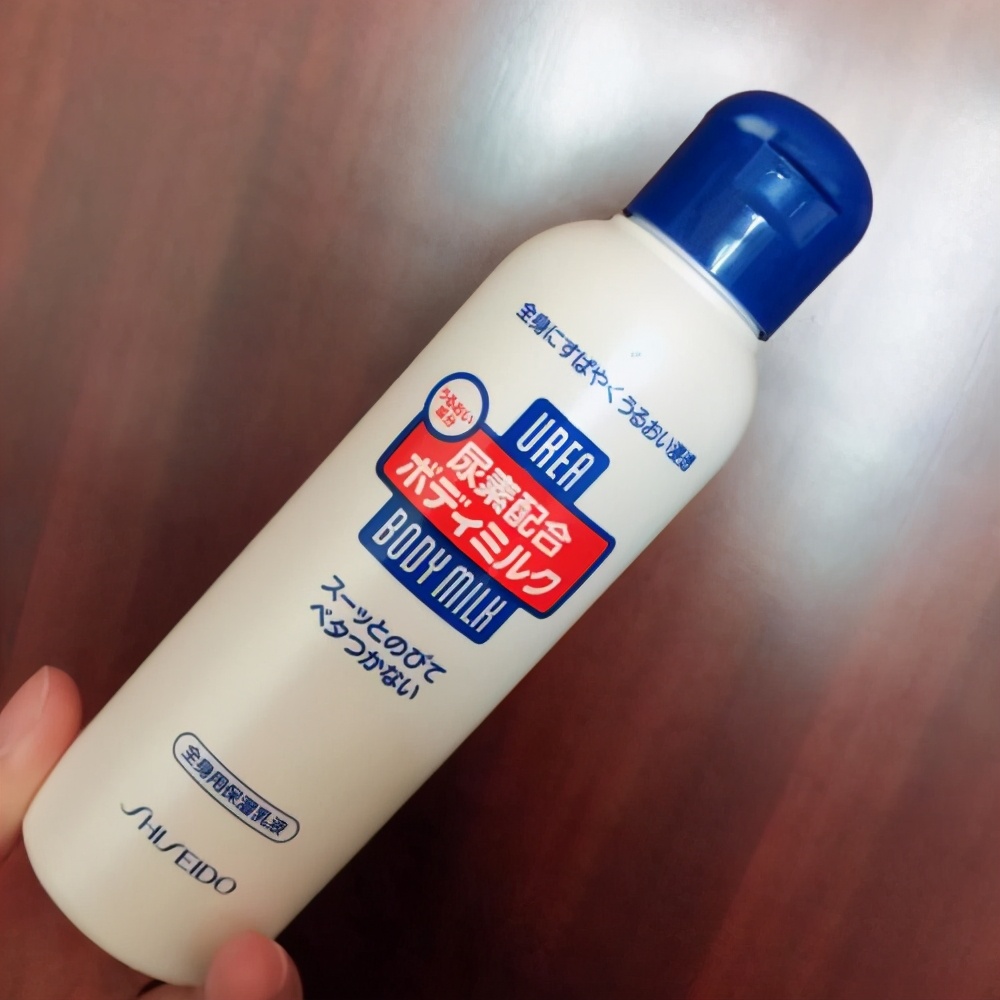 全身にすばやくうるおい浸透
うるおい
成分
UREA
尿素配合
ボディミルク
BODY MILK
スーッとのびて
ベタつかない
全身用保湿乳液
SHISEIDO